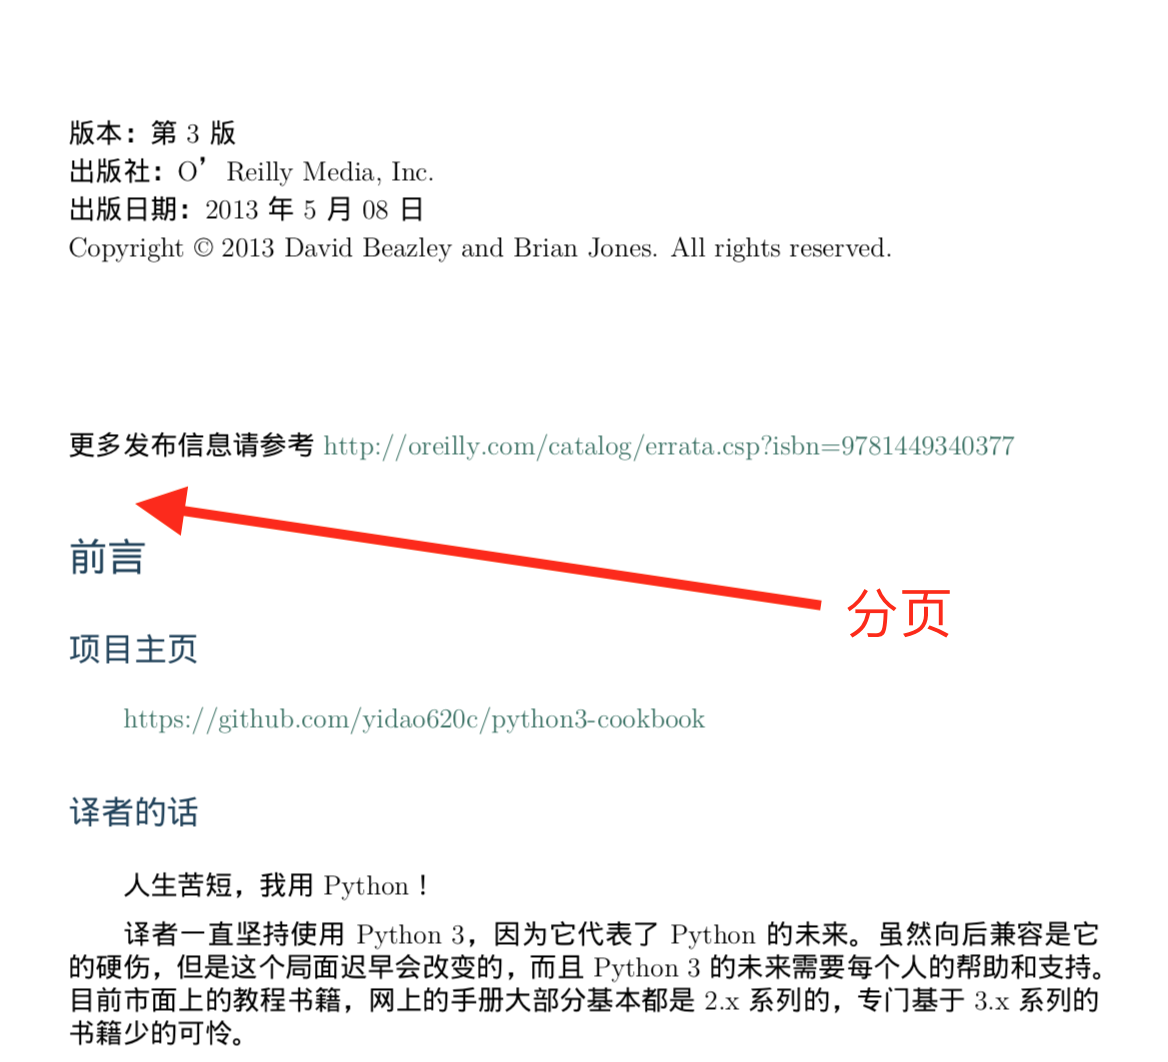 版本：第 3 版
出版社：O’Reilly Media, Inc.
出版日期：2013 年 5 月 08 日
Copyright © 2013 David Beazley and Brian Jones. All rights reserved.
更多发布信息请参考 http://oreilly.com/catalog/errata.csp?isbn=9781449340377
前言
分页
项目主页
https://github.com/yidao620c/python3-cookbook
译者的话
人生苦短，我用 Python！
译者一直坚持使用 Python 3，因为它代表了 Python 的未来。虽然向后兼容是它
的硬伤，但是这个局面迟早会改变的，而且 Python 3 的未来需要每个人的帮助和支持。
目前市面上的教程书籍，网上的手册大部分基本都是 2.x 系列的，专门基于 3.x 系列的
书籍少的可怜。